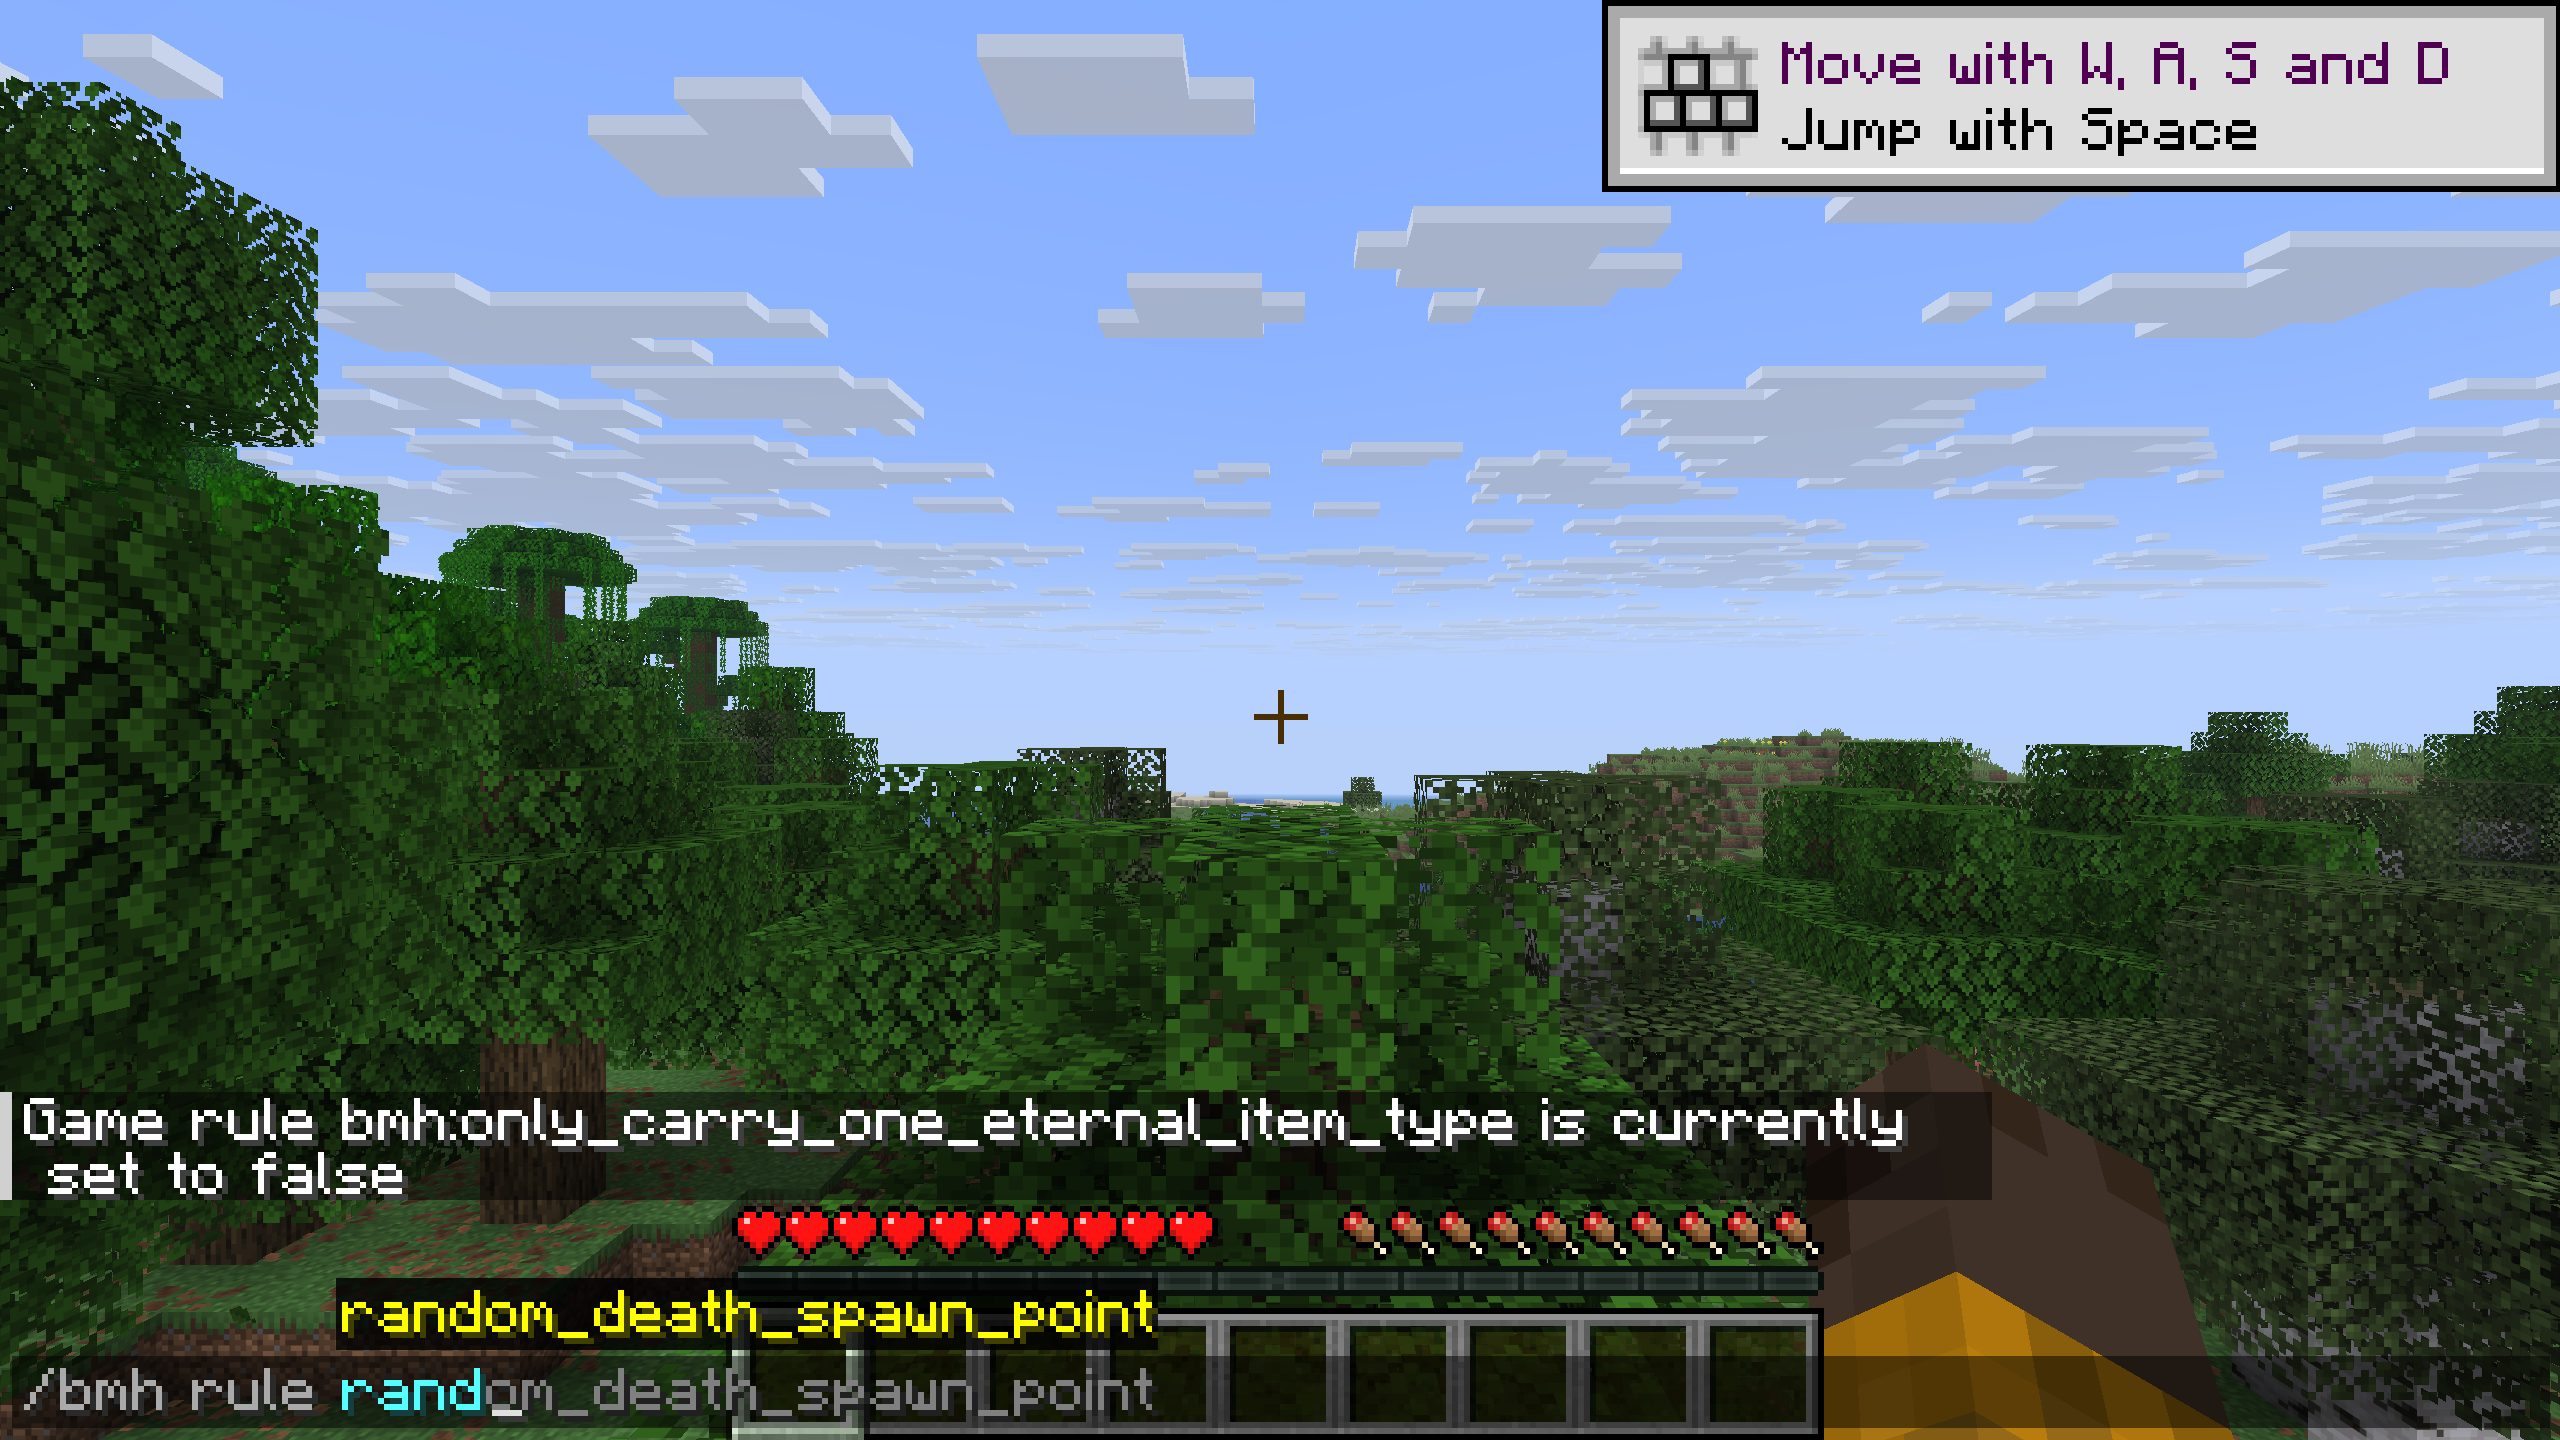 Move with W, A, S and D
Jump with Space
Game rule bmh:only_carry_one_eternal_item_type is currently
set to false
random_death_spawn_point
/bmh rule random_death_spawn_point